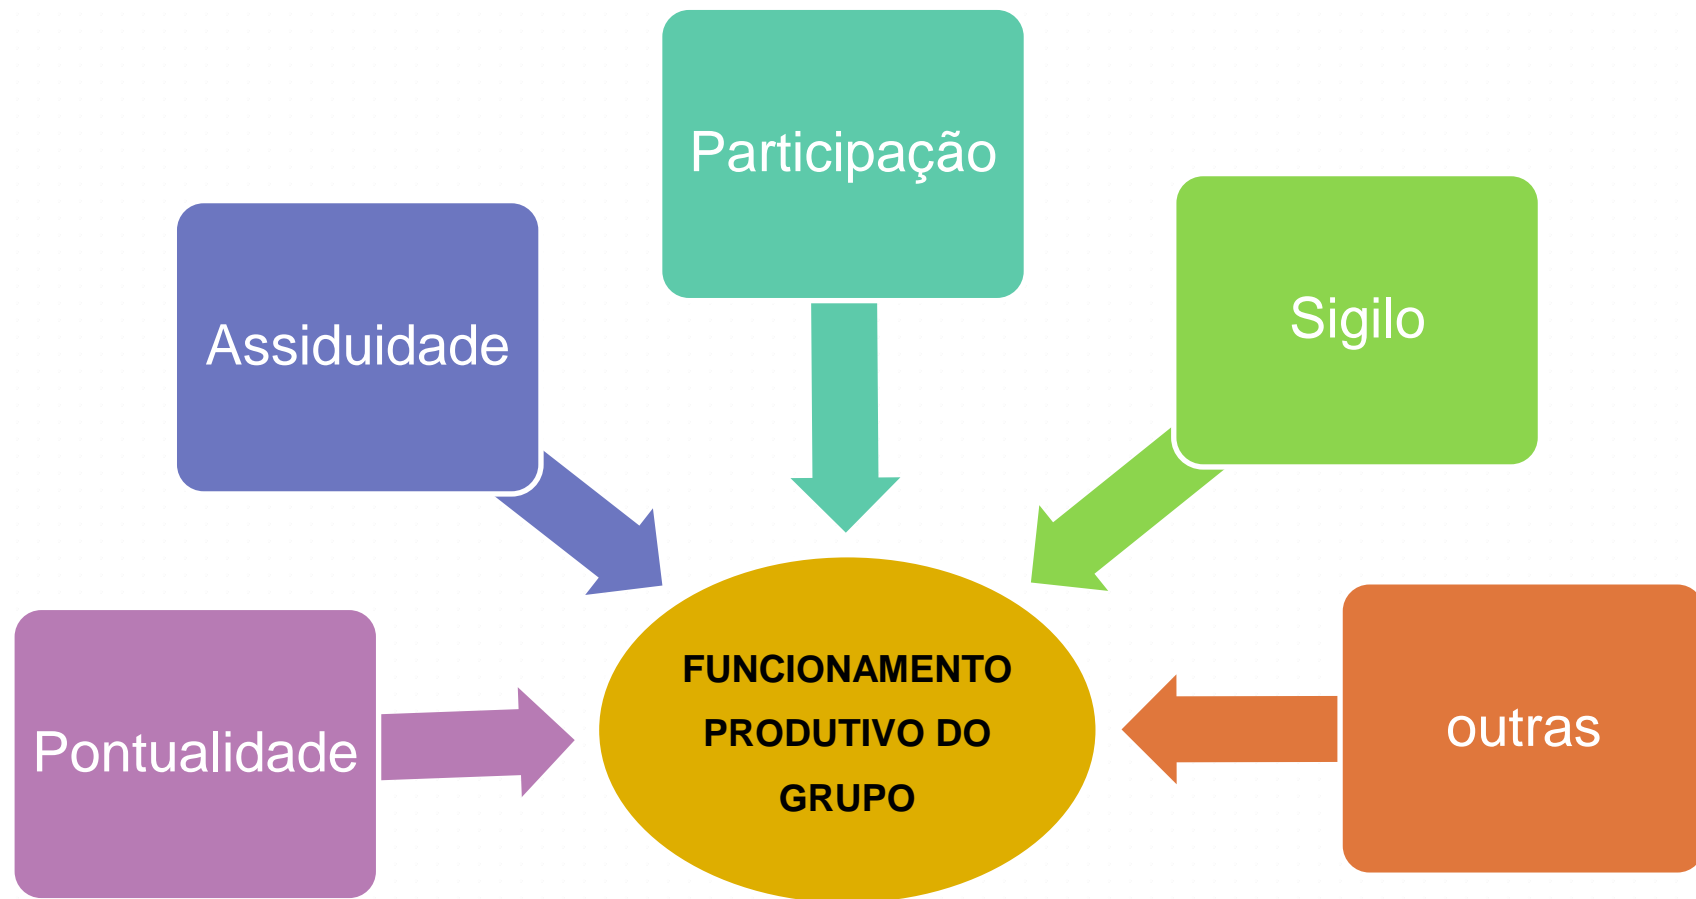 Participação
Assiduidade
Sigilo
Pontualidade
FUNCIONAMENTO
PRODUTIVO DO
GRUPO
outras